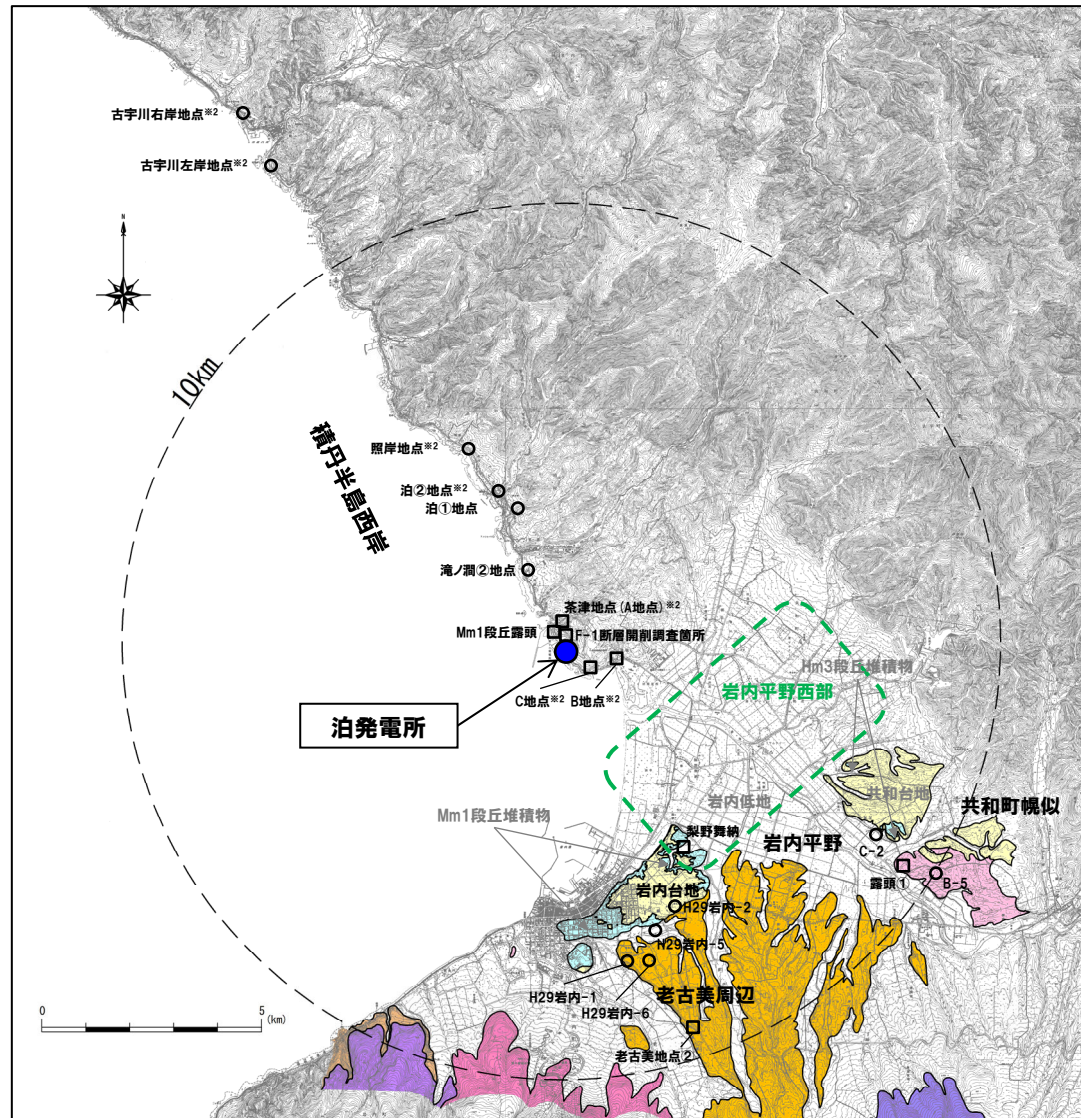 古宇川右岸地点※2
古宇川左岸地点※2
N
10km
積丹半島西岸
照岸地点※2
泊②地点※2
泊①地点
滝ノ澗②地点
茶津地点(A地点)※2
Mm1段丘露頭
F-1断層開削調査箇所
C地点※2
B地点※2
泊発電所
Hm3段丘堆積物
岩内平野西部
共和台地
岩内低地
Mm1段丘堆積物
共和町幌似
梨野舞納
岩内平野
C-2
露頭①
B-5
岩内台地
H29岩内-2
H29岩内-5
H29岩内-1
H29岩内-6
老古美周辺
老古美地点②
0 5
(km)